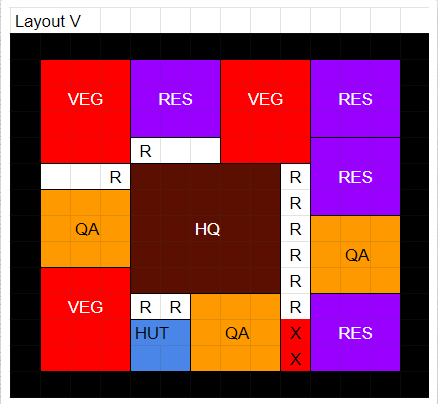 Layout V
VEG RES VEG RES
R
R R RES
R
QA HQ R QA
R
R
VEG R R R
HUT QA X RES
X